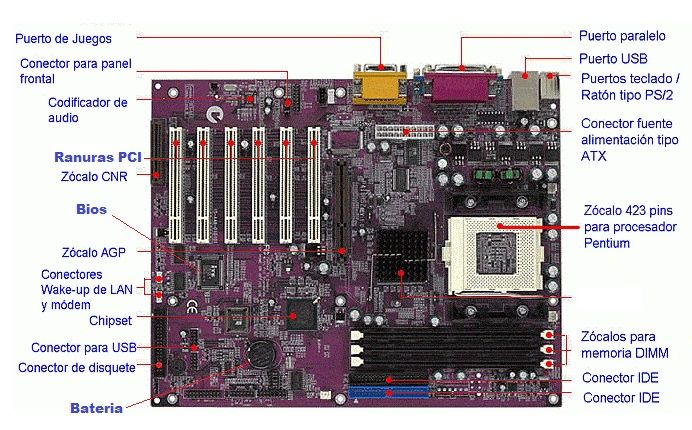 Puerto de Juegos
Conector para panel
frontal
Codificador de
audio
Ranuras PCI
Zócalo CNR
Bios
Zócalo AGP
Conectores
Wake-up de LAN
y módem
Chipset
Conector para USB
Conector de disquete
Bateria
Puerto paralelo
Puerto USB
Puertos teclado /
Ratón tipo PS/2
Conector fuente
alimentación tipo
ATX
Zócalo 423 pins
para procesador
Pentium
Zócalos para
memoria DIMM
Conector IDE
Conector IDE